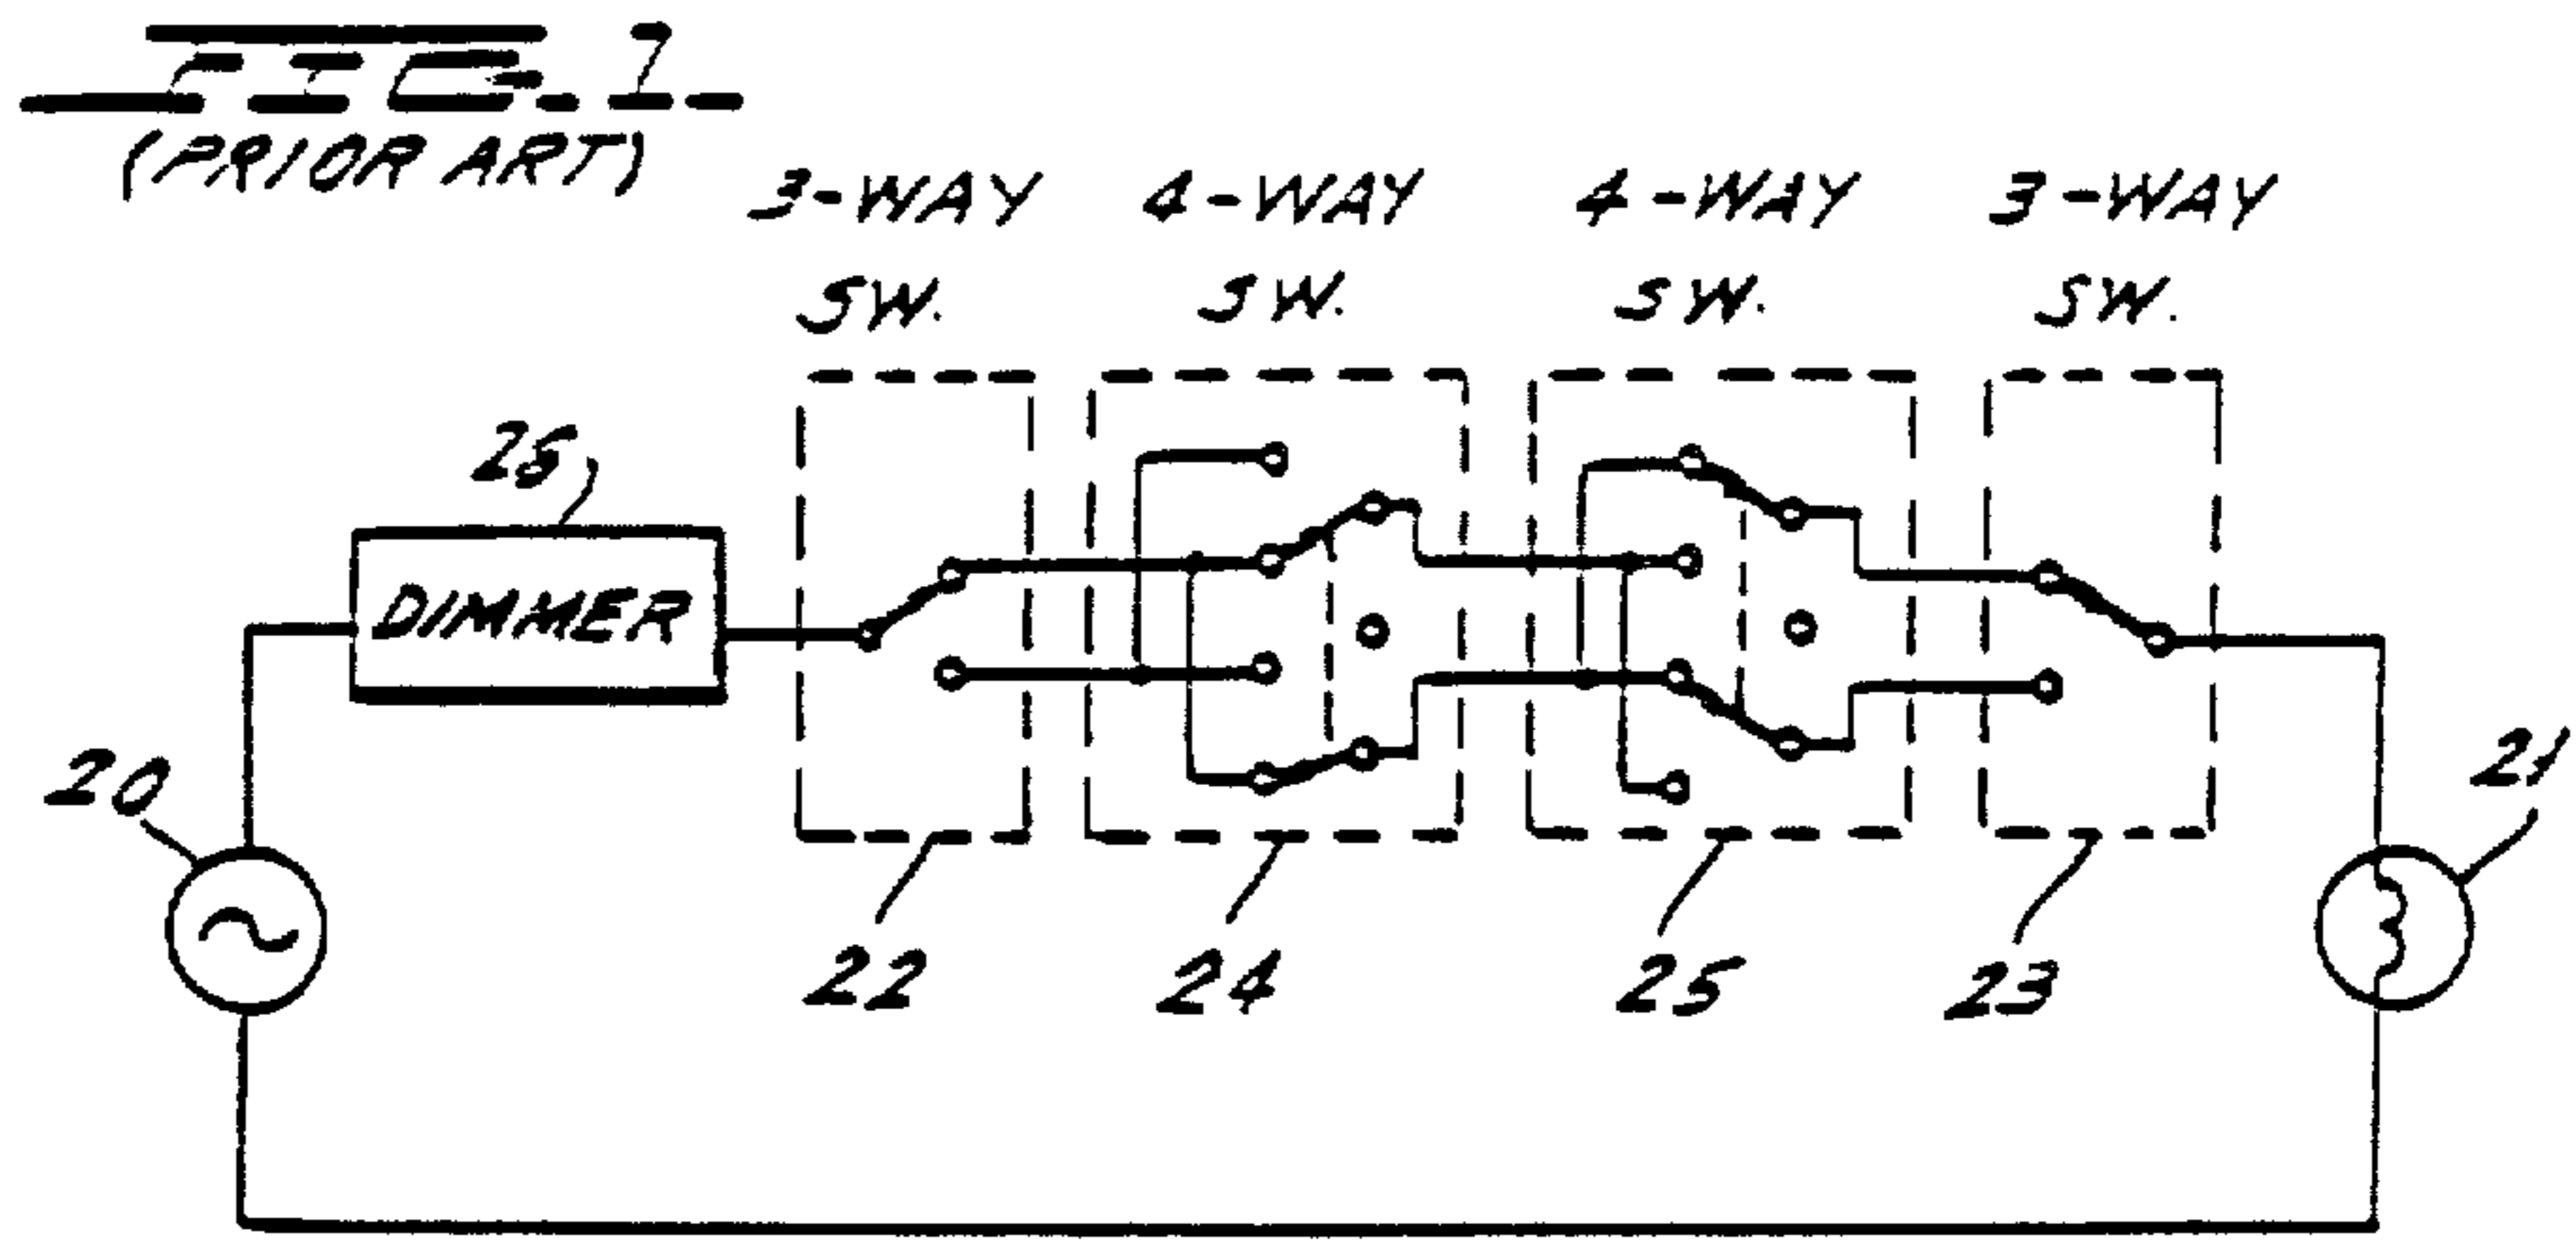 FIG. 1
(PRIOR ART)
3-WAY SW.
4-WAY SW.
4-WAY SW.
3-WAY SW.
26
DIMMER
20
21
22
24
25
23